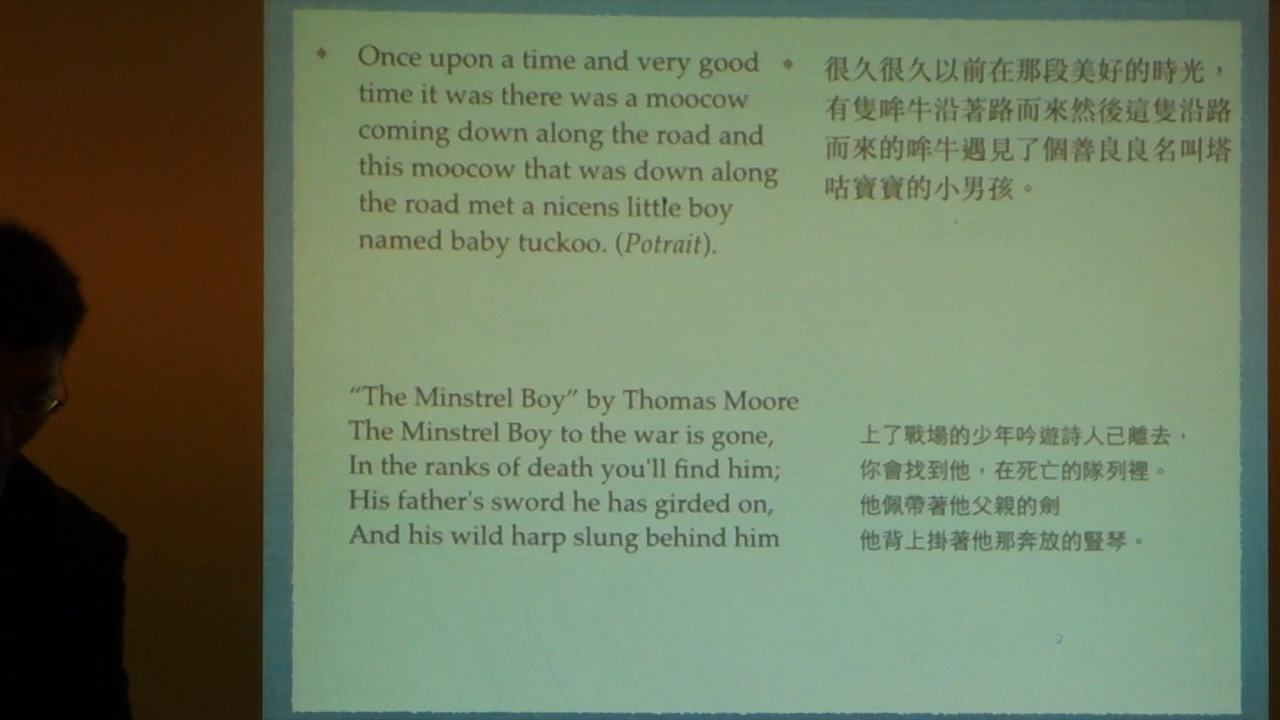 Once upon a time and very good
time it was there was a moocow
coming down along the road and
this moocow that was down along
the road met a nicens little boy
named baby tuckoo. (Potrait).
很久很久以前在那段美好的時光，
有隻哞牛沿著路而來然後這隻沿路
而來的哞牛遇見了個善良良名叫塔
咕寶寶的小男孩。
“The Minstrel Boy” by Thomas Moore
The Minstrel Boy to the war is gone,
In the ranks of death you'll find him;
His father's sword he has girded on,
And his wild harp slung behind him
上了戰場的少年吟遊詩人已離去，
你會找到他，在死亡的隊列裡。
他佩帶著他父親的劍
他背上掛著他那奔放的豎琴。
9